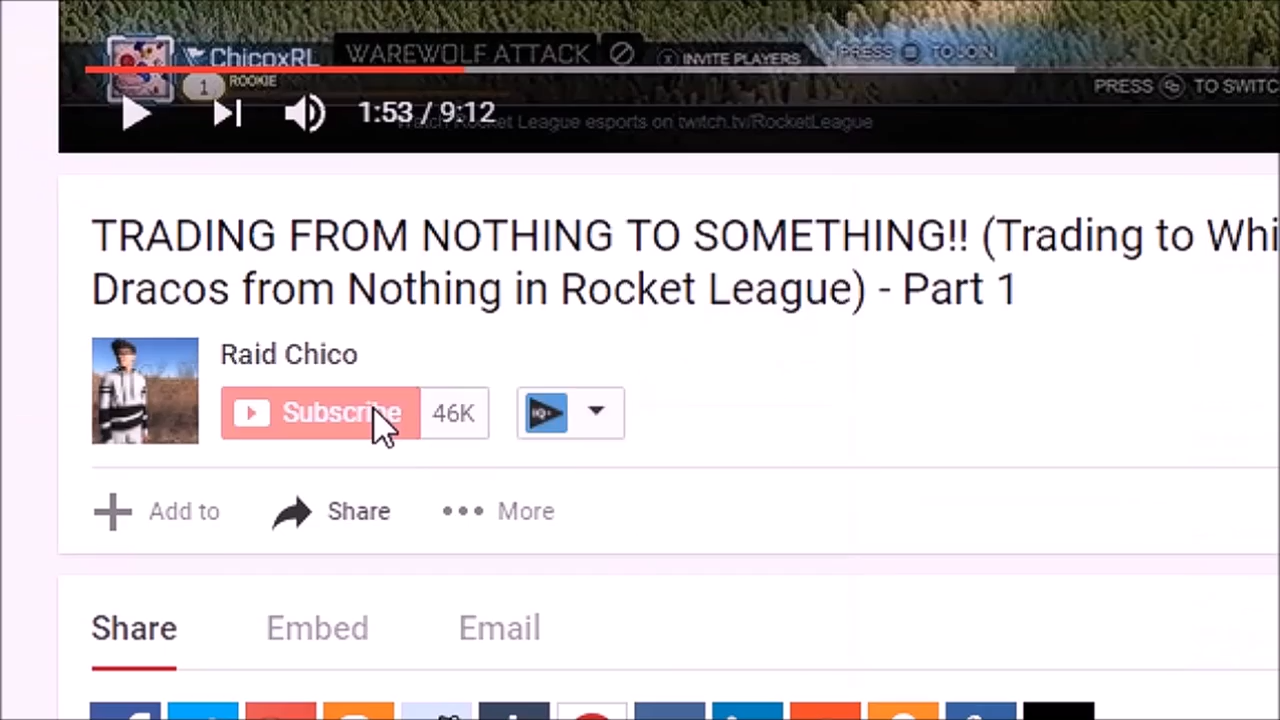 ChicoxRL WAREWOLF ATTACK INVITE PLAYERS PRESS TO JOIN
1 ROOKIE PRESS TO SWITC
1:53 / 9:12
Watch Rocket League esports on twitch.tv/RocketLeague
TRADING FROM NOTHING TO SOMETHING!! (Trading to Whi
Dracos from Nothing in Rocket League) - Part 1
Raid Chico
Subscribe 46K
Add to Share More
Share Embed Email